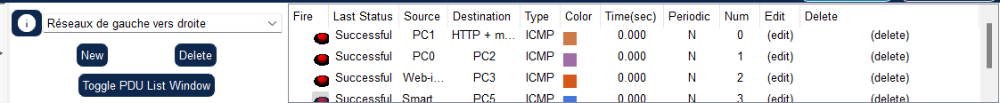 Réseaux de gauche vers droite
New Delete
Toggle PDU List Window
Fire Last Status Source Destination Type Color Time(sec) Periodic Num Edit Delete
Successful PC1 HTTP + m... ICMP 0.000 N 0 (edit) (delete)
Successful PC0 PC2 ICMP 0.000 N 1 (edit) (delete)
Successful Web-i... PC3 ICMP 0.000 N 2 (edit) (delete)
Successful Smart PC5 ICMP 0.000 N 3 (edit) (delete)